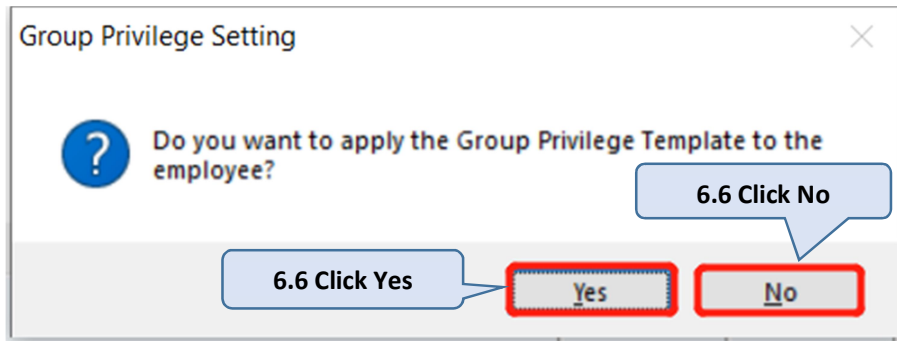 Group Privilege Setting
Do you want to apply the Group Privilege Template to the
employee?
6.6 Click No
6.6 Click Yes
Yes
No